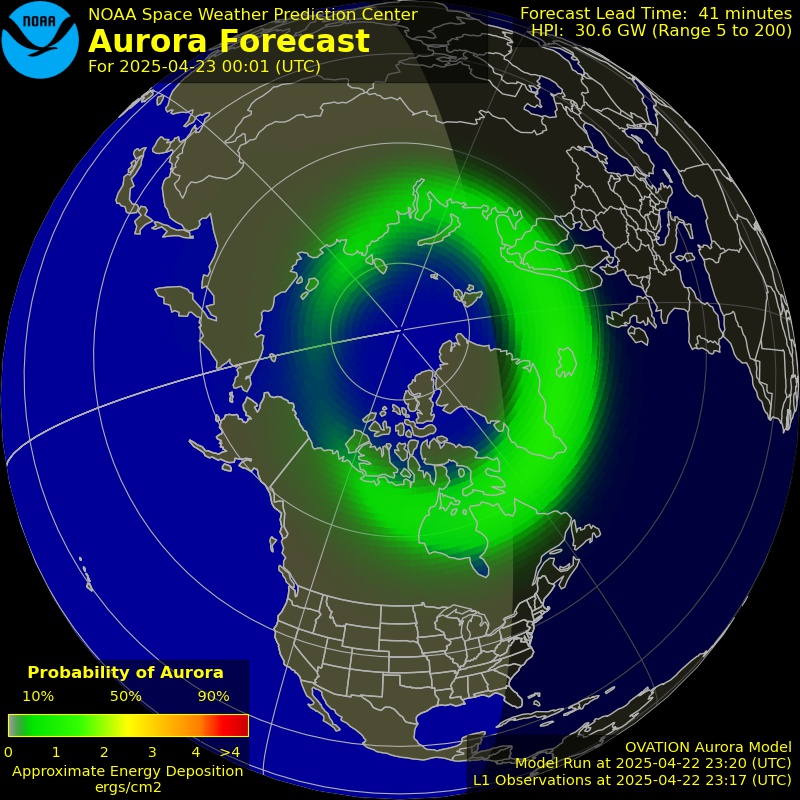 NOAA
NOAA Space Weather Prediction Center
Aurora Forecast
For 2025-04-23 00:01 (UTC)
Forecast Lead Time: 41 minutes
HPI: 30.6 GW (Range 5 to 200)
Probability of Aurora
10% 50% 90%
0 1 2 3 4 >4
Approximate Energy Deposition
ergs/cm2
OVATION Aurora Model
Model Run at 2025-04-22 23:20 (UTC)
L1 Observations at 2025-04-22 23:17 (UTC)